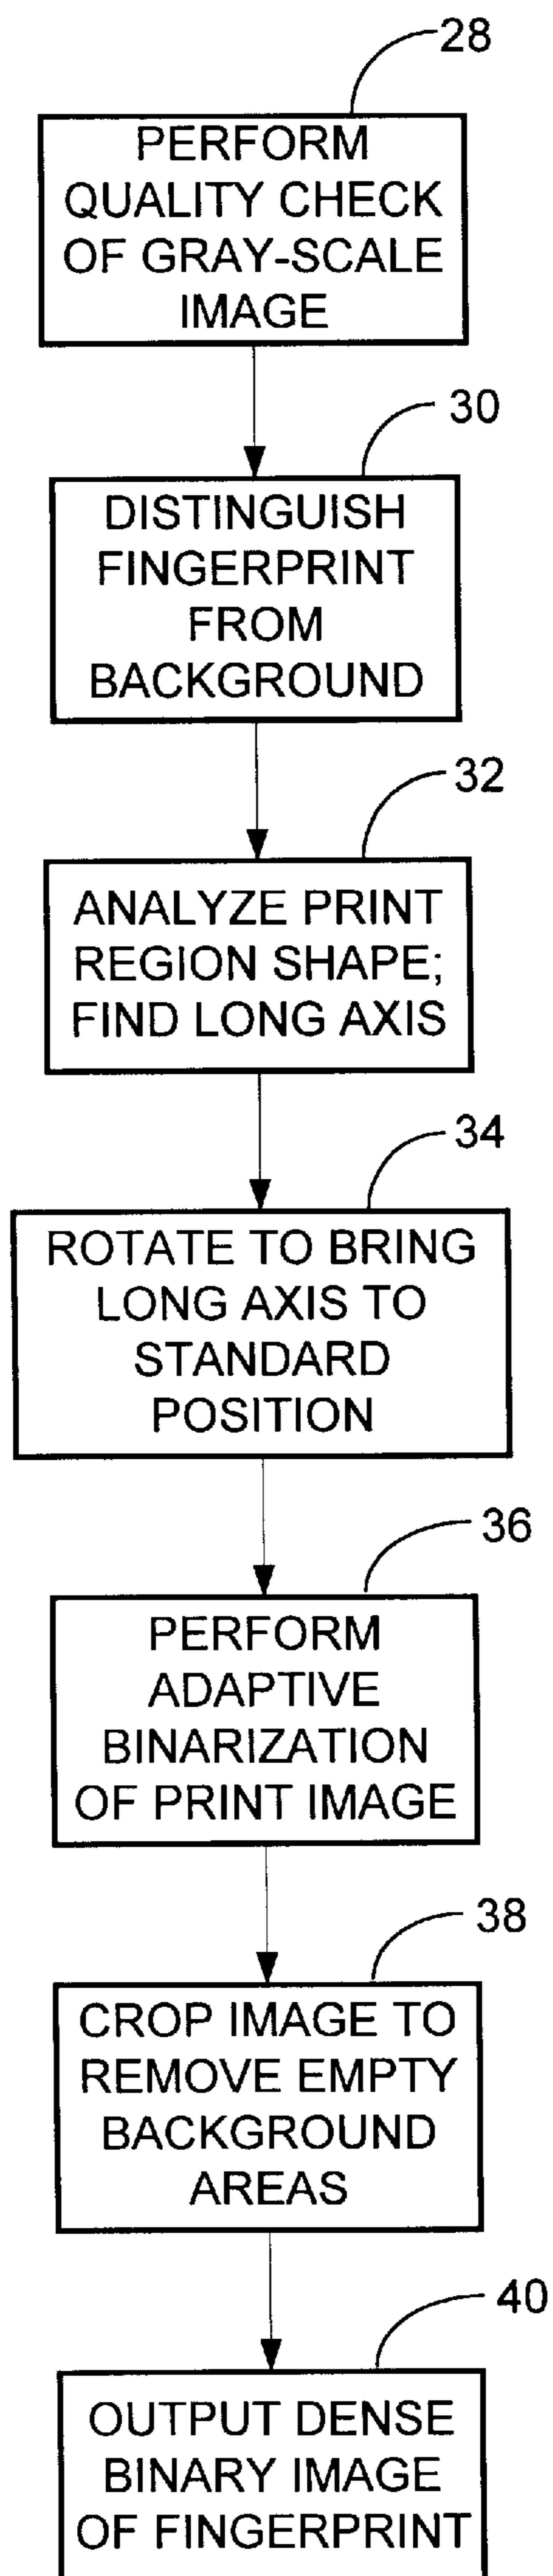 28
PERFORM
QUALITY CHECK
OF GRAY-SCALE
IMAGE
30
DISTINGUISH
FINGERPRINT
FROM
BACKGROUND
32
ANALYZE PRINT
REGION SHAPE;
FIND LONG AXIS
34
ROTATE TO BRING
LONG AXIS TO
STANDARD
POSITION
36
PERFORM
ADAPTIVE
BINARIZATION
OF PRINT IMAGE
38
CROP IMAGE TO
REMOVE EMPTY
BACKGROUND
AREAS
40
OUTPUT DENSE
BINARY IMAGE
OF FINGERPRINT